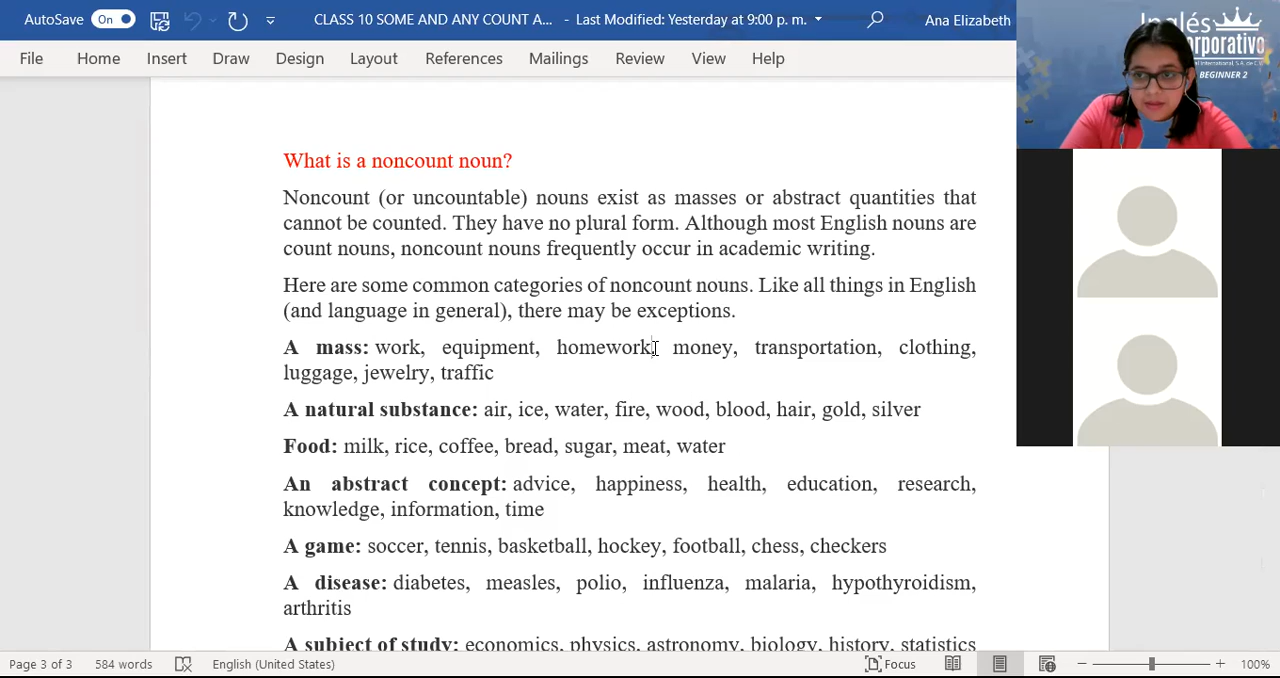 AutoSave On CLASS 10 SOME AND ANY COUNT A... - Last Modified: Yesterday at 9:00 p. m. Ana Elizabeth
File Home Insert Draw Design Layout References Mailings Review View Help
Inglés
orporativo
BEGINNER 2
What is a noncount noun?
Noncount (or uncountable) nouns exist as masses or abstract quantities that
cannot be counted. They have no plural form. Although most English nouns are
count nouns, noncount nouns frequently occur in academic writing.
Here are some common categories of noncount nouns. Like all things in English
(and language in general), there may be exceptions.
A mass: work, equipment, homework, money, transportation, clothing,
luggage, jewelry, traffic
A natural substance: air, ice, water, fire, wood, blood, hair, gold, silver
Food: milk, rice, coffee, bread, sugar, meat, water
An abstract concept: advice, happiness, health, education, research,
knowledge, information, time
A game: soccer, tennis, basketball, hockey, football, chess, checkers
A disease: diabetes, measles, polio, influenza, malaria, hypothyroidism,
arthritis
A subject of study: economics, physics, astronomy, biology, history, statistics
Page 3 of 3 584 words English (United States) Focus 100%